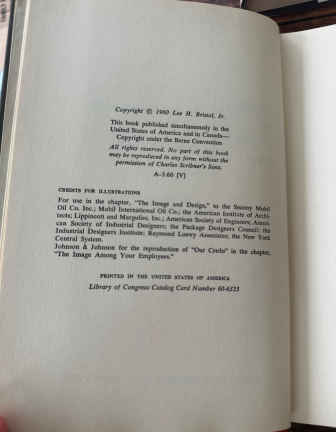 Copyright © 1960 Lee H. Bristol, Jr.
This book published simultaneously in the
United States of America and in Canada—
Copyright under the Berne Convention
All rights reserved. No part of this book
may be reproduced in any form without the
permission of Charles Scribner's Sons.
A-3.60 [V]
CREDITS FOR ILLUSTRATIONS
For use in the chapter, "The Image and Design," to the Socony Mobil
Oil Co. Inc.; Mobil International Oil Co.; the American Institute of Archi-
tects; Lippincott and Margulies, Inc.; American Society of Engineers; Ameri-
can Society of Industrial Designers; the Package Designers Council; the
Industrial Designers Institute; Raymond Loewy Associates; the New York
Central System.
Johnson & Johnson for the reproduction of "Our Credo" in the chapter,
"The Image Among Your Employees."
PRINTED IN THE UNITED STATES OF AMERICA
Library of Congress Catalog Card Number 60-6323